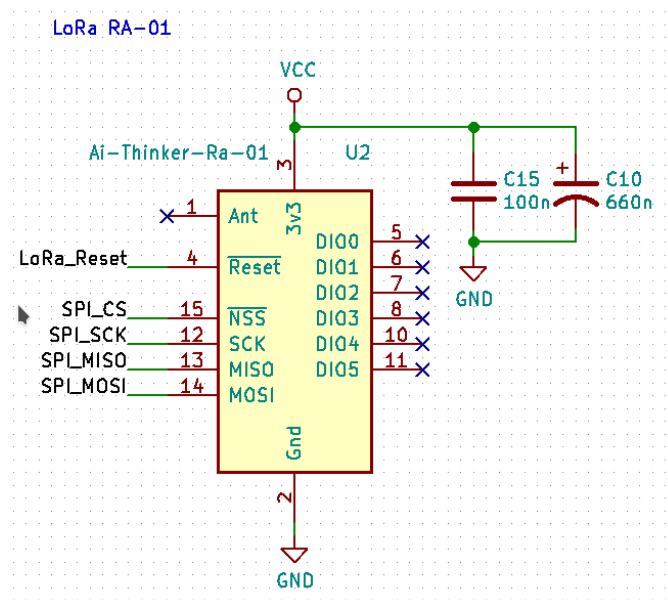 LoRa RA-01
VCC
Ai-Thinker-Ra-01
U2
3
3v3
1
Ant
LoRa_Reset
4
Reset
SPI_CS
15
NSS
SPI_SCK
12
SCK
SPI_MISO
13
MISO
SPI_MOSI
14
MOSI
DIO0
5
DIO1
6
DIO2
7
DIO3
8
DIO4
10
DIO5
11
Gnd
2
GND
C15
100n
+
C10
660n
GND